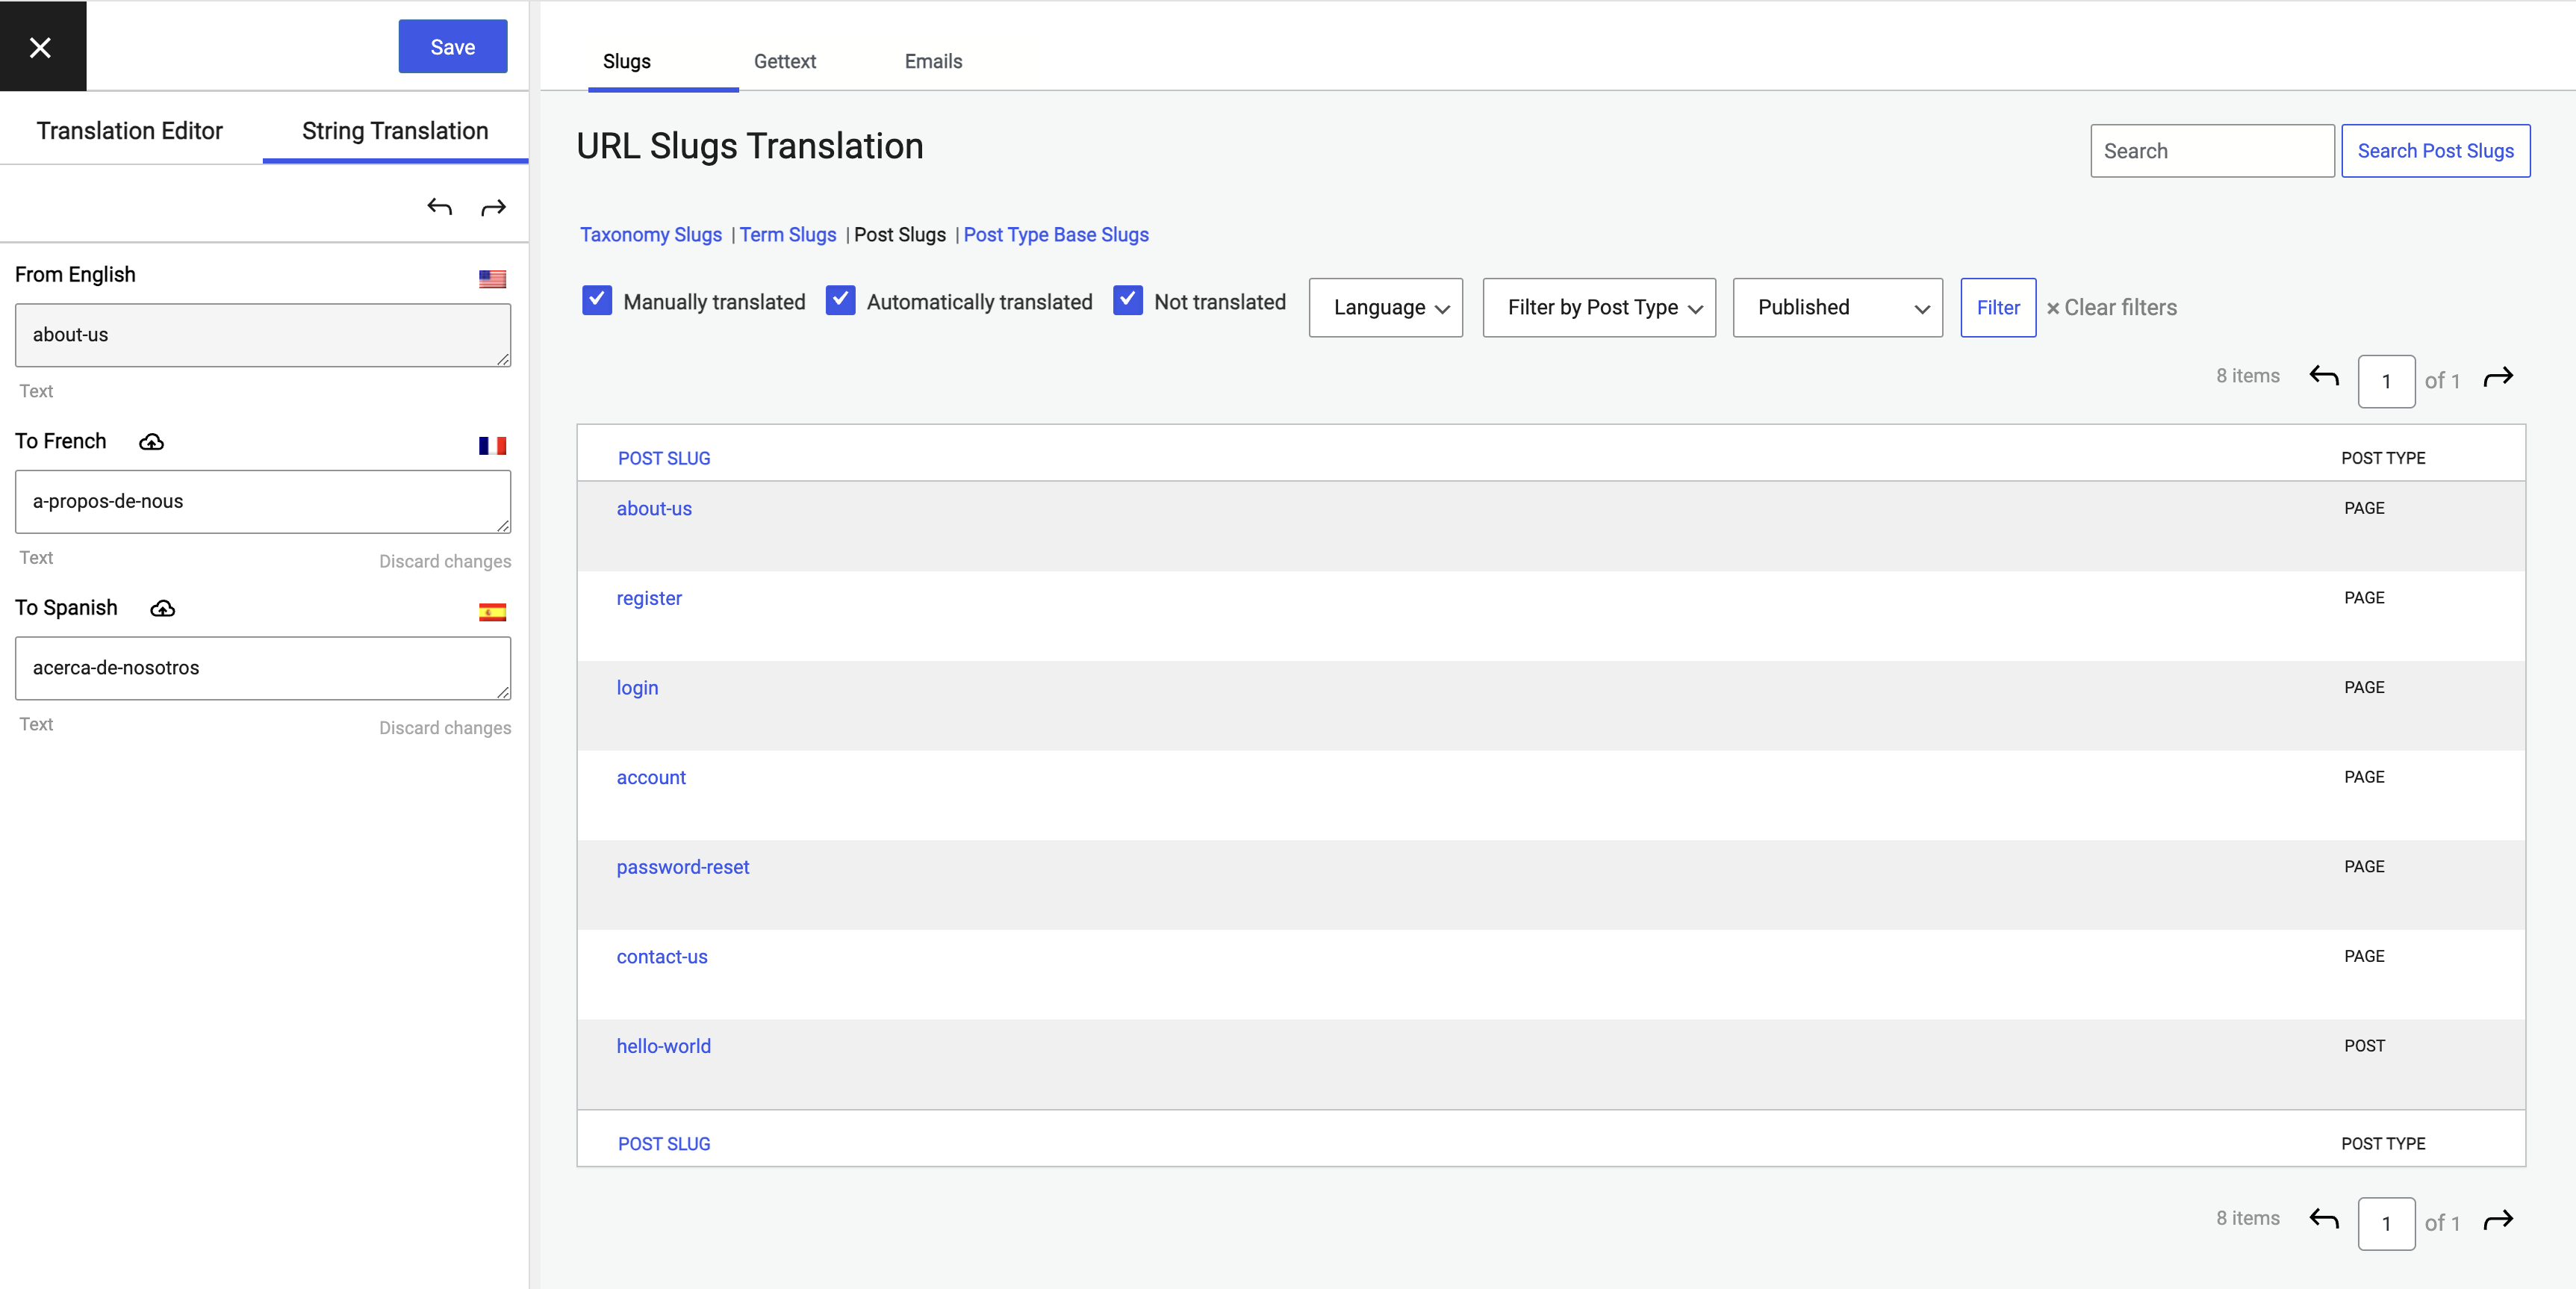 Save
Translation Editor
String Translation
From English
about-us
Text
To French
a-propos-de-nous
Text
Discard changes
To Spanish
acerca-de-nosotros
Text
Discard changes
Slugs
Gettext
Emails
URL Slugs Translation
Search
Search Post Slugs
Taxonomy Slugs | Term Slugs | Post Slugs | Post Type Base Slugs
Manually translated
Automatically translated
Not translated
Language
Filter by Post Type
Published
Filter
× Clear filters
8 items
1
of 1
POST SLUG
POST TYPE
about-us
PAGE
register
PAGE
login
PAGE
account
PAGE
password-reset
PAGE
contact-us
PAGE
hello-world
POST
POST SLUG
POST TYPE
8 items
1
of 1